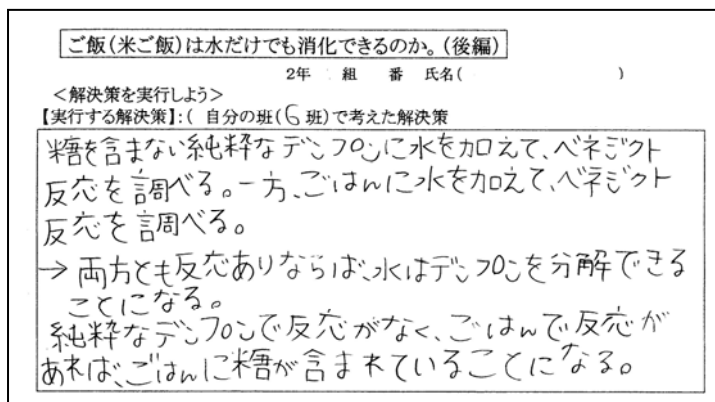 ご飯(米ご飯)は水だけでも消化できるのか。(後編)
2年 組 番 氏名( )
<解決策を実行しよう>
【実行する解決策】:( 自分の班(6班)で考えた解決策
糖を含まない純粋なデンプンに水を加えて、ベネジクト
反応を調べる。一方、ごはんに水を加えて、ベネジクト
反応を調べる。
→ 両方とも反応ありならば、水はデンプンを分解できる
ことになる。
純粋なデンプンで反応がなく、ごはんで反応が
あれば、ごはんに糖が含まれていることになる。